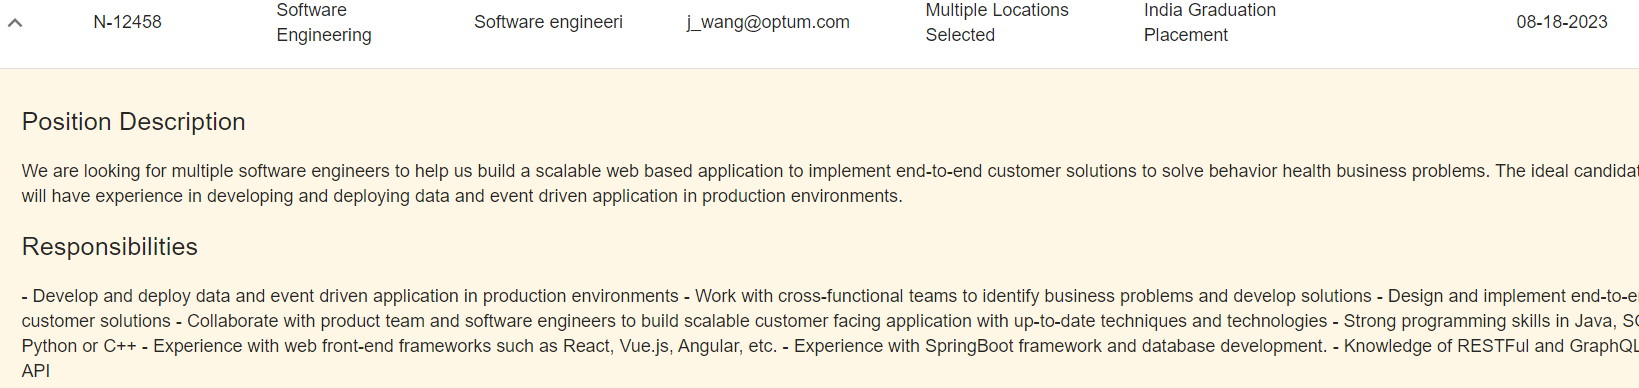 N-12458
Software
Engineering
Software engineeri
j_wang@optum.com
Multiple Locations
Selected
India Graduation
Placement
08-18-2023
Position Description
We are looking for multiple software engineers to help us build a scalable web based application to implement end-to-end customer solutions to solve behavior health business problems. The ideal
will have experience in developing and deploying data and event driven application in production environments.
Responsibilities
- Develop and deploy data and event driven application in production environments - Work with cross-functional teams to identify business problems and develop solutions - Design and implement
customer solutions - Collaborate with product team and software engineers to build scalable customer facing application with up-to-date techniques and technologies - Strong programming skills in Java,
Python or C++ - Experience with web front-end frameworks such as React, Vue.js, Angular, etc. - Experience with SpringBoot framework and database development. - Knowledge of RESTFul and GraphQL
API